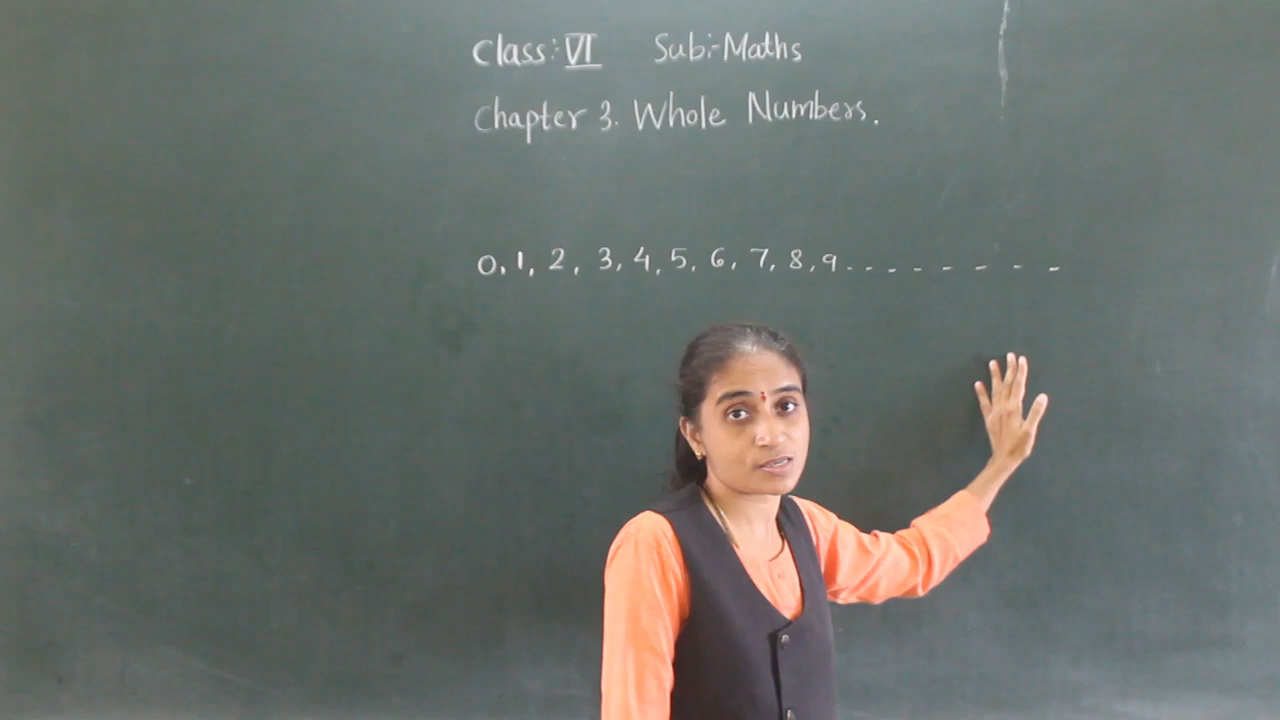 Class:- VI Sub:- Maths
Chapter 3. Whole Numbers.
0, 1, 2, 3, 4, 5, 6, 7, 8, 9 - - - - - - - -